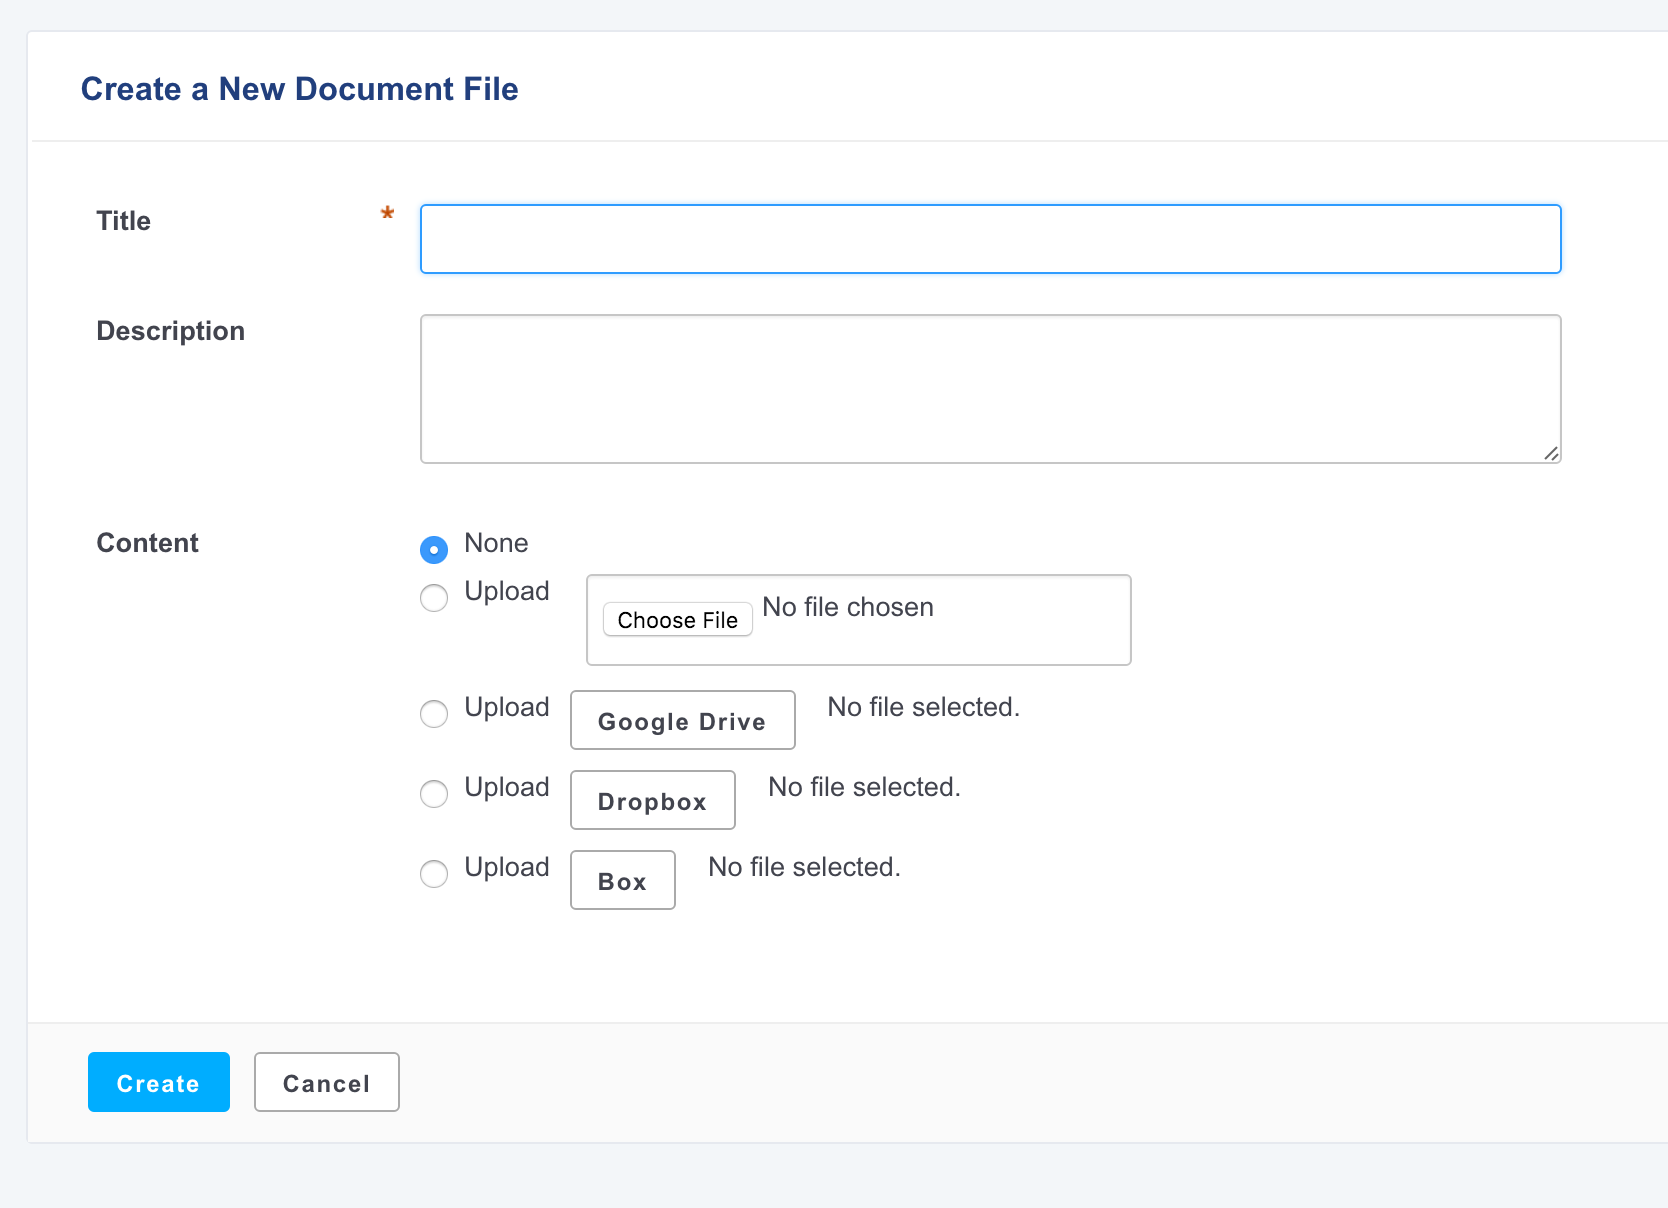 Create a New Document File
Title *
Description
Content
None
Upload Choose File No file chosen
Upload Google Drive No file selected.
Upload Dropbox No file selected.
Upload Box No file selected.
Create Cancel